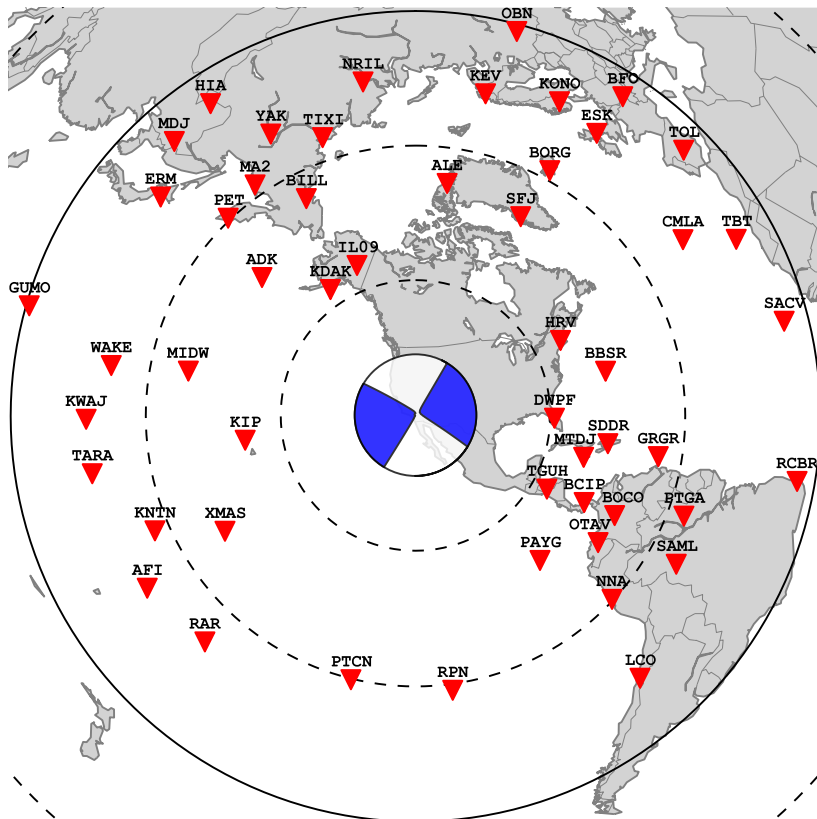 OBN
NRIL
KEV
KONO
BFO
HIA
MDJ
YAK
TIXI
ESK
TOL
BORG
ERM
MA2
BILL
ALE
PET
SFJ
CMLA
TBT
ADK
IL09
KDAK
GUMO
SACV
HRV
WAKE
MIDW
BBSR
KWAJ
KIP
DWPF
SDDR
MTDJ
GRGR
TARA
RCBR
TGUH
BCIP
BOCO
PTGA
KNTN
XMAS
OTAV
PAYG
SAML
AFI
NNA
RAR
PTCN
RPN
LCO